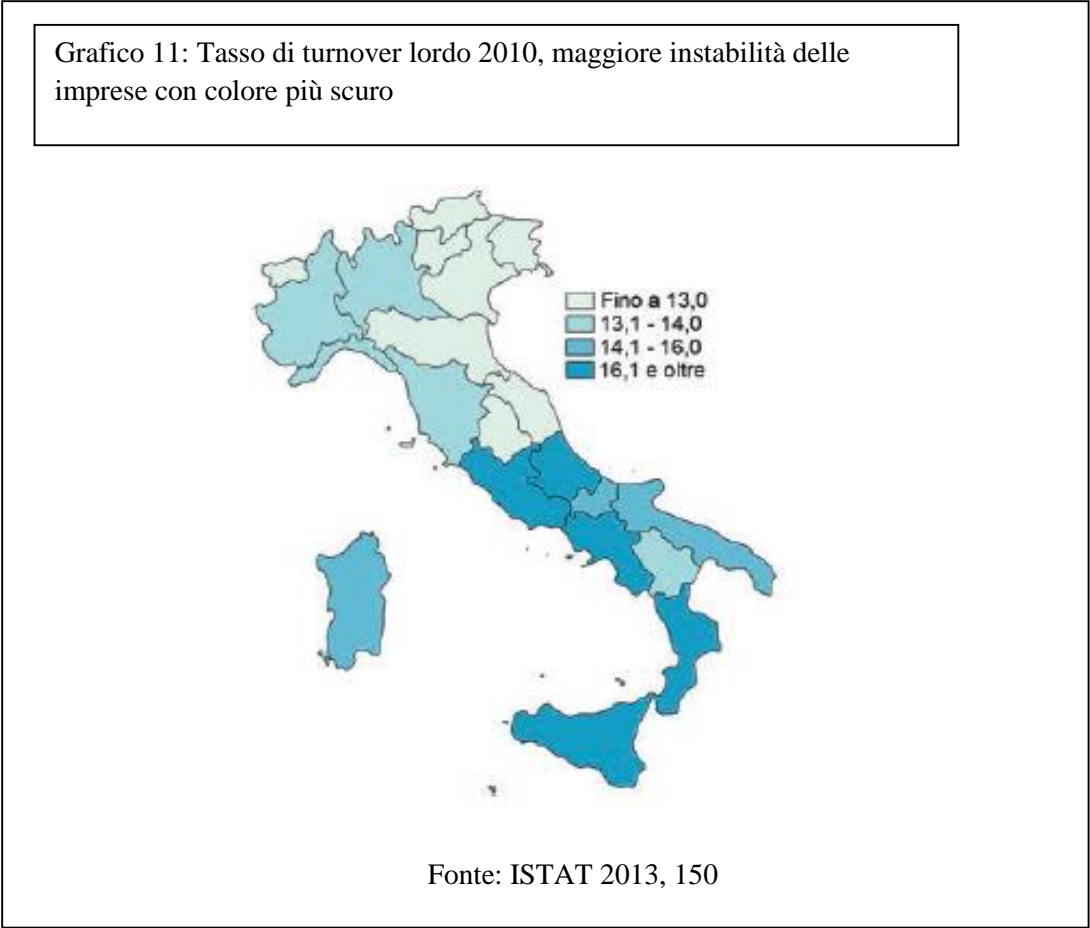 Grafico 11: Tasso di turnover lordo 2010, maggiore instabilità delle
imprese con colore più scuro
Fino a 13,0
13,1 - 14,0
14,1 - 16,0
16,1 e oltre
Fonte: ISTAT 2013, 150